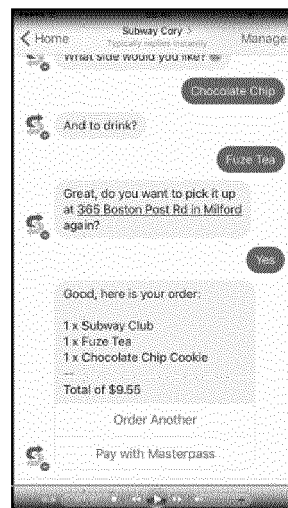 Home
Subway Cory >
Typically replies instantly
Manage
What side would you like?
Chocolate Chip
And to drink?
Fuze Tea
Great, do you want to pick it up
at 365 Boston Post Rd in Milford
again?
Yes
Good, here is your order:
1 x Subway Club
1 x Fuze Tea
1 x Chocolate Chip Cookie
---
Total of $9.55
Order Another
Pay with Masterpass